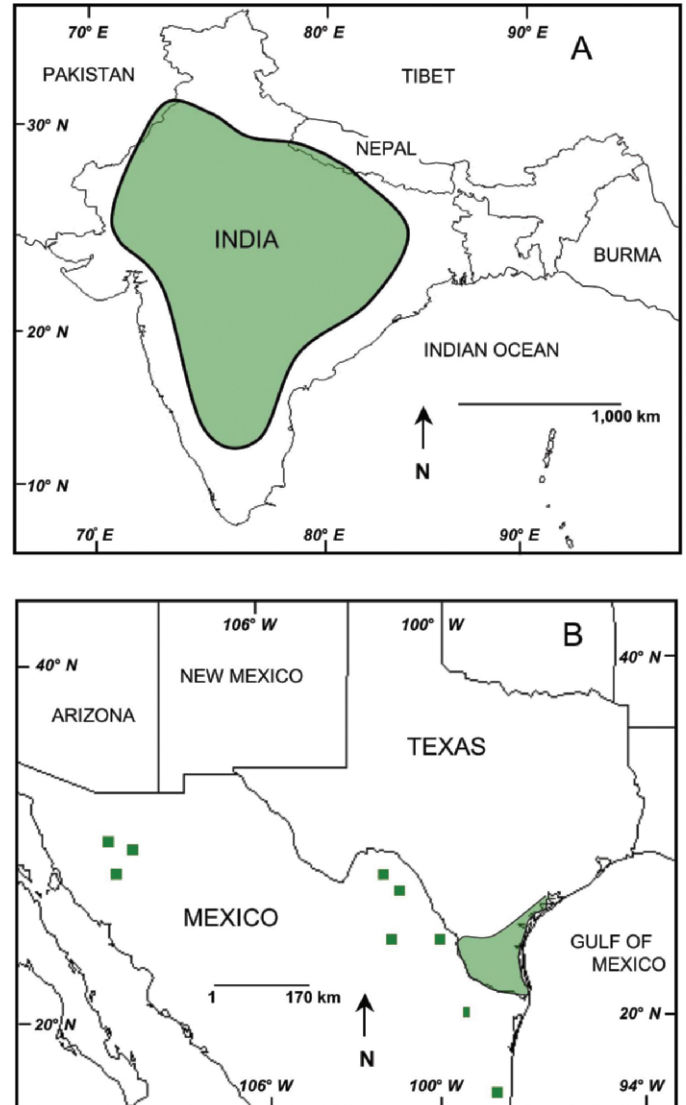 70° E 80° E 90° E
A
PAKISTAN TIBET
30° N
NEPAL
INDIA
BURMA
20° N
INDIAN OCEAN
1,000 km
N
10° N
70° E 80° E 90° E
106° W 100° W
B
40° N 40° N
NEW MEXICO
ARIZONA
TEXAS
MEXICO
GULF OF
MEXICO
1 170 km
20° N 20° N
N
106° W 100° W 94° W